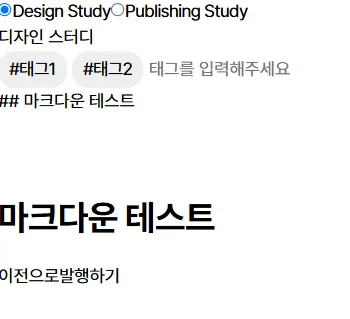 Design Study Publishing Study
디자인 스터디
#태그1 #태그2 태그를 입력해주세요
## 마크다운 테스트
마크다운 테스트
이전으로발행하기